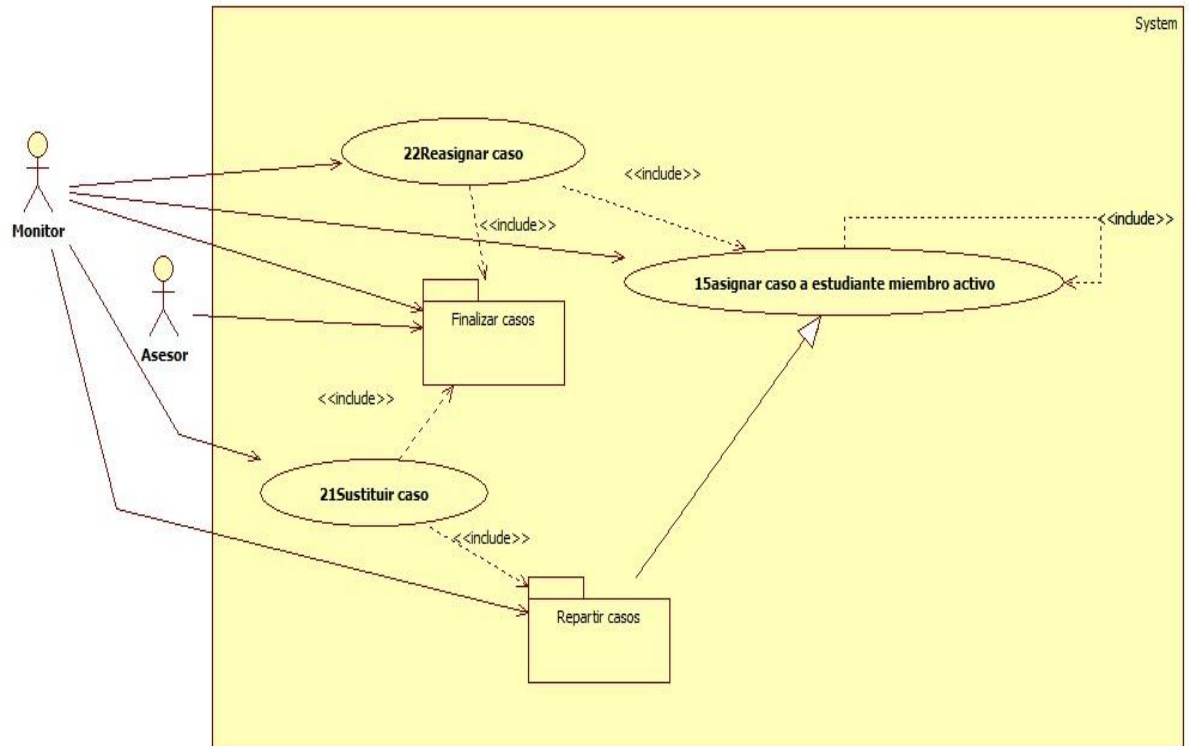 System
22Reasignar caso
<<include>>
<<include>>
<<include>>
Monitor
15asignar caso a estudiante miembro activo
Finalizar casos
Asesor
<<include>>
21Sustituir caso
<<include>>
Repartir casos